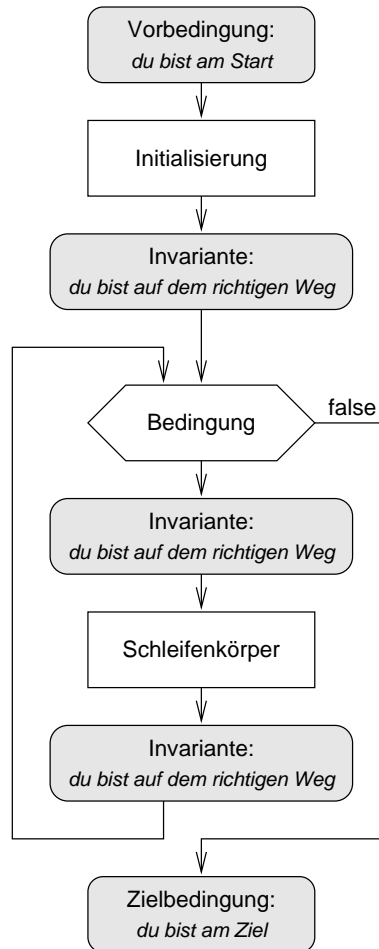 Vorbedingung:
du bist am Start
Initialisierung
Invariante:
du bist auf dem richtigen Weg
Bedingung
false
Invariante:
du bist auf dem richtigen Weg
Schleifenkörper
Invariante:
du bist auf dem richtigen Weg
Zielbedingung:
du bist am Ziel